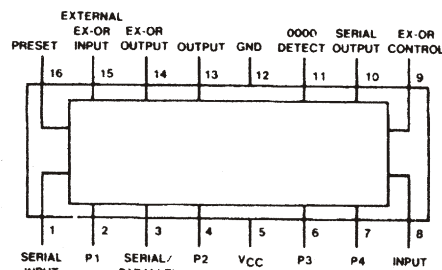 EXTERNAL
EX-OR INPUT
PRESET
EX-OR OUTPUT
OUTPUT
GND
0000 DETECT
SERIAL OUTPUT
EX-OR CONTROL
16 15 14 13 12 11 10 9
1 2 3 4 5 6 7 8
SERIAL
P1
SERIAL/
P2
VCC
P3
P4
INPUT